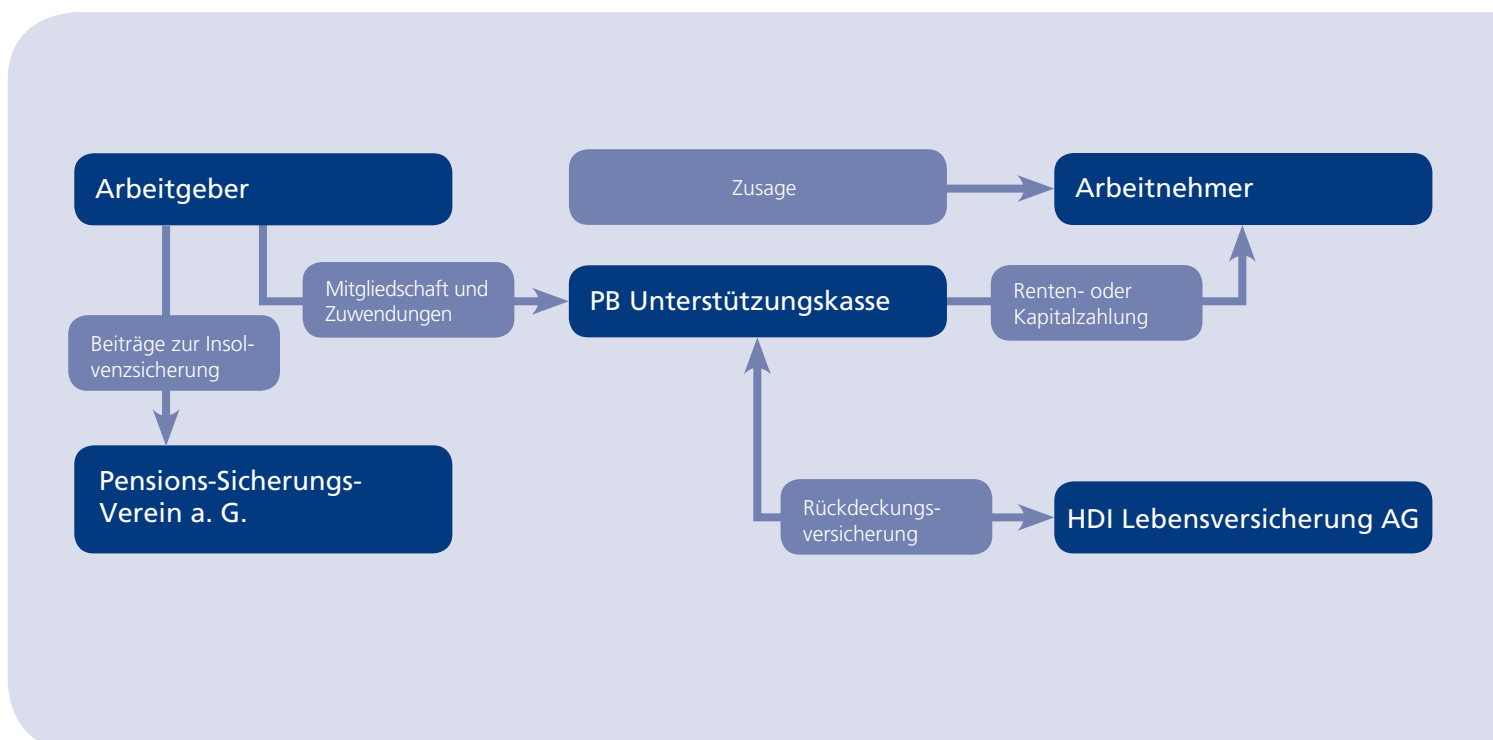 Arbeitgeber
Zusage
Arbeitnehmer
Mitgliedschaft und
Zuwendungen
PB Unterstützungskasse
Renten- oder
Kapitalzahlung
Beiträge zur Insol-
venzsicherung
Pensions-Sicherungs-
Verein a. G.
Rückdeckungs-
versicherung
HDI Lebensversicherung AG